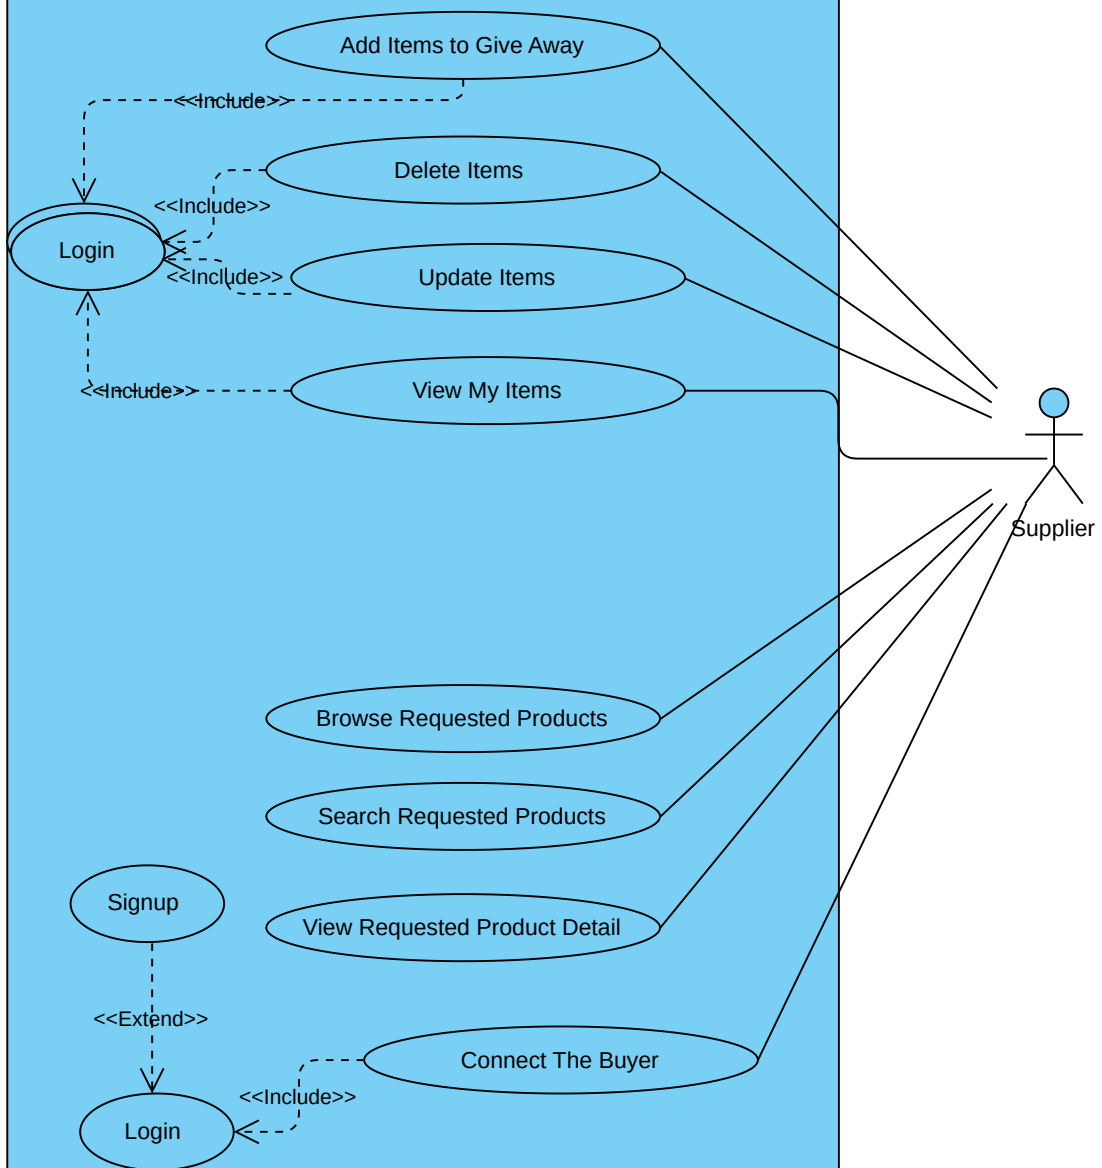 Add Items to Give Away
<<Include>>
Delete Items
<<Include>>
Login
<<Include>>
Update Items
<<Include>>
View My Items
Supplier
Browse Requested Products
Search Requested Products
Signup
View Requested Product Detail
<<Extend>>
Connect The Buyer
<<Include>>
Login